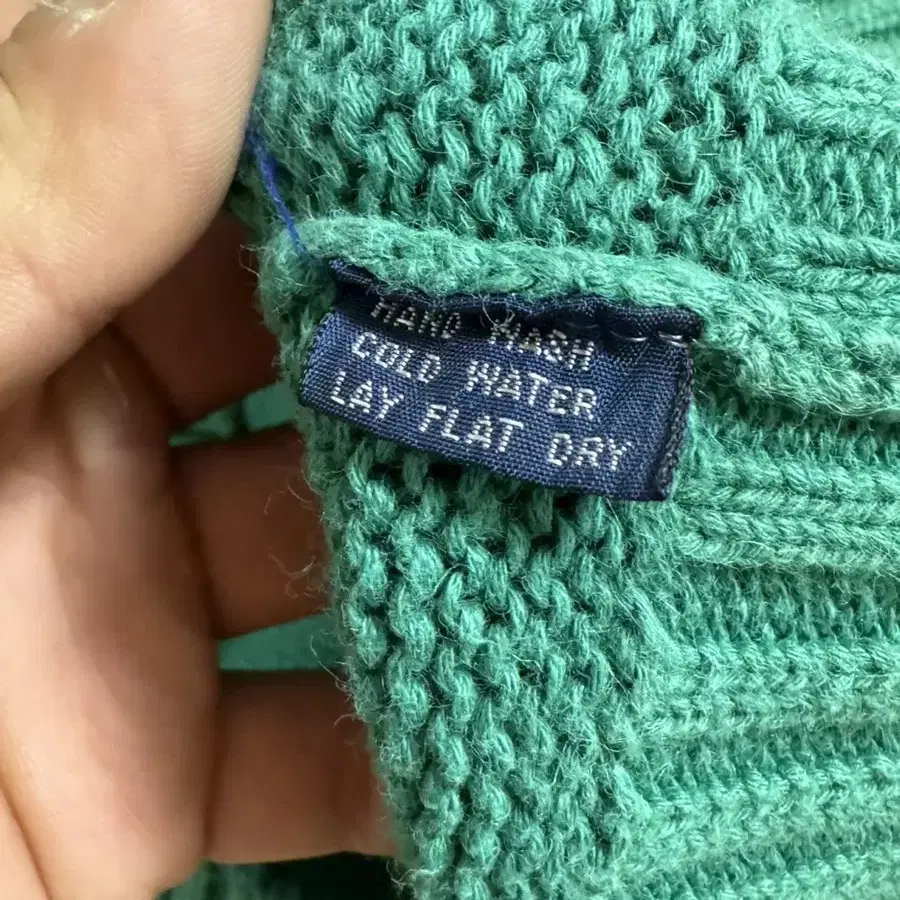 HAND WASH
COLD WATER
LAY FLAT DRY